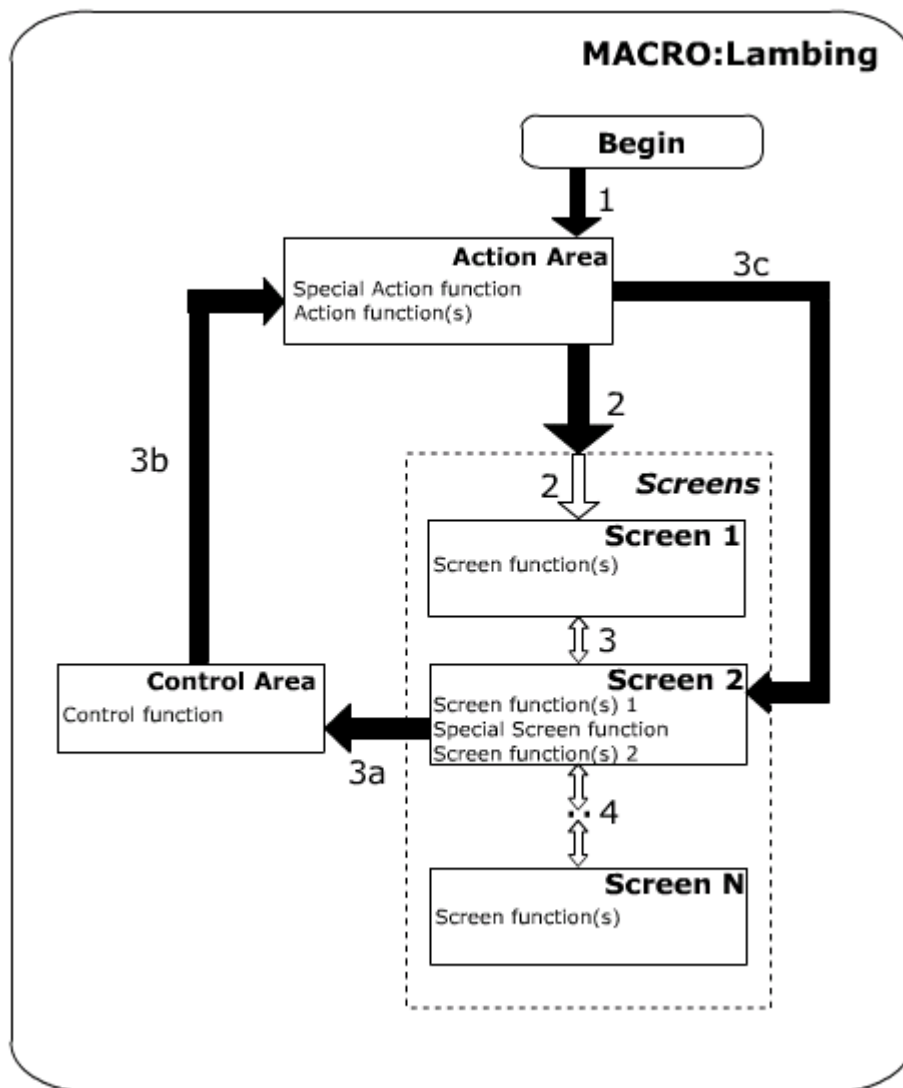 MACRO:Lambing
Begin
1
Action Area
Special Action function
Action function(s)
3c
2
3b
2
Screens
Screen 1
Screen function(s)
3
Control Area
Control function
Screen 2
Screen function(s) 1
Special Screen function
Screen function(s) 2
3a
4
Screen N
Screen function(s)